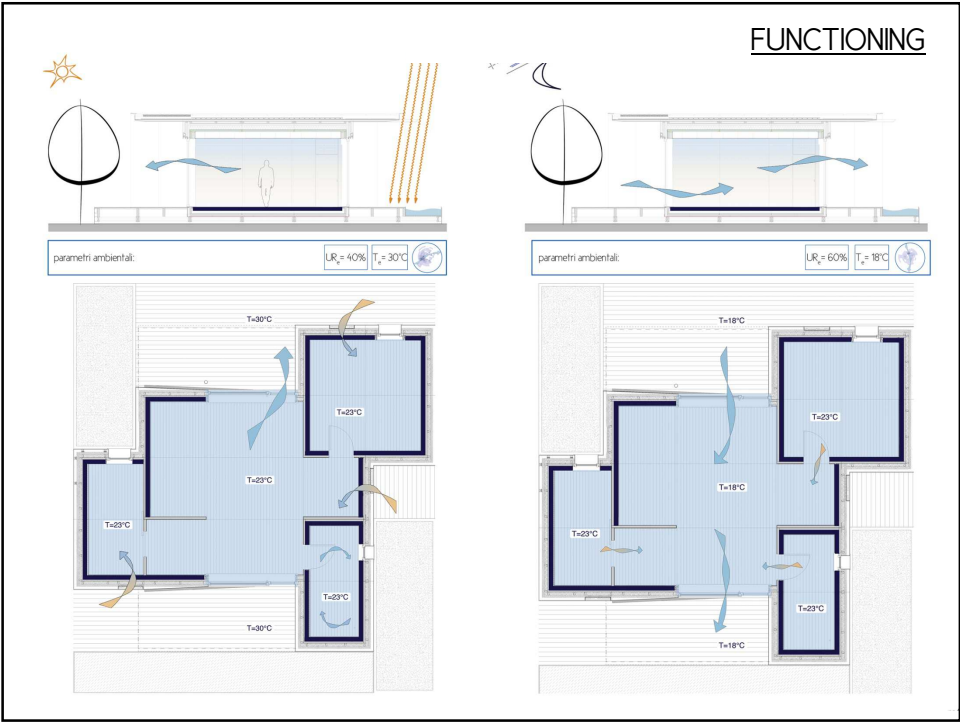 FUNCTIONING
parametri ambientali:
URe= 40%
Te= 30°C
parametri ambientali:
URe= 60%
Te= 18°C
T=30°C
T=23°C
T=23°C
T=23°C
T=23°C
T=30°C
T=18°C
T=23°C
T=18°C
T=23°C
T=23°C
T=18°C